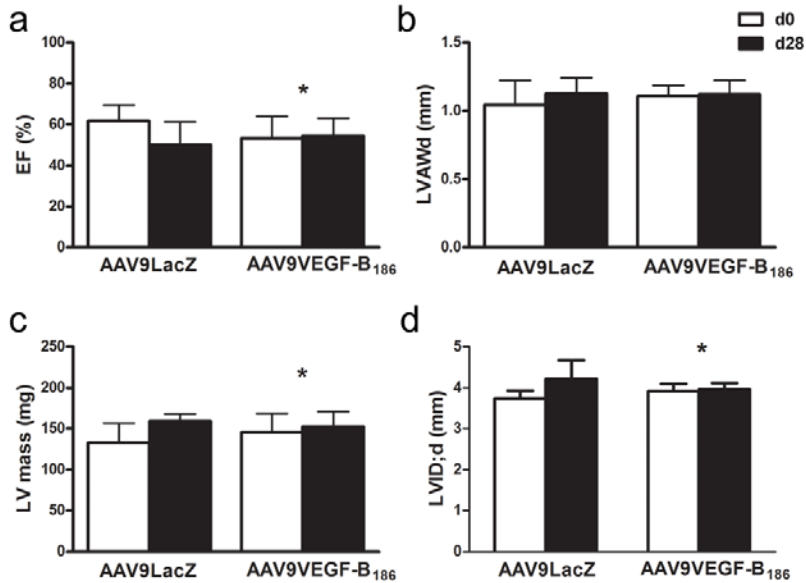 a
EF (%)
100
80
60
40
20
0
*
AAV9LacZ AAV9VEGF-B186
b
d0
d28
LVAWd (mm)
1.5
1.0
0.5
0.0
AAV9LacZ AAV9VEGF-B186
c
LV mass (mg)
250
200
150
100
50
0
*
AAV9LacZ AAV9VEGF-B186
d
LVID;d (mm)
5
4
3
2
1
0
*
AAV9LacZ AAV9VEGF-B186